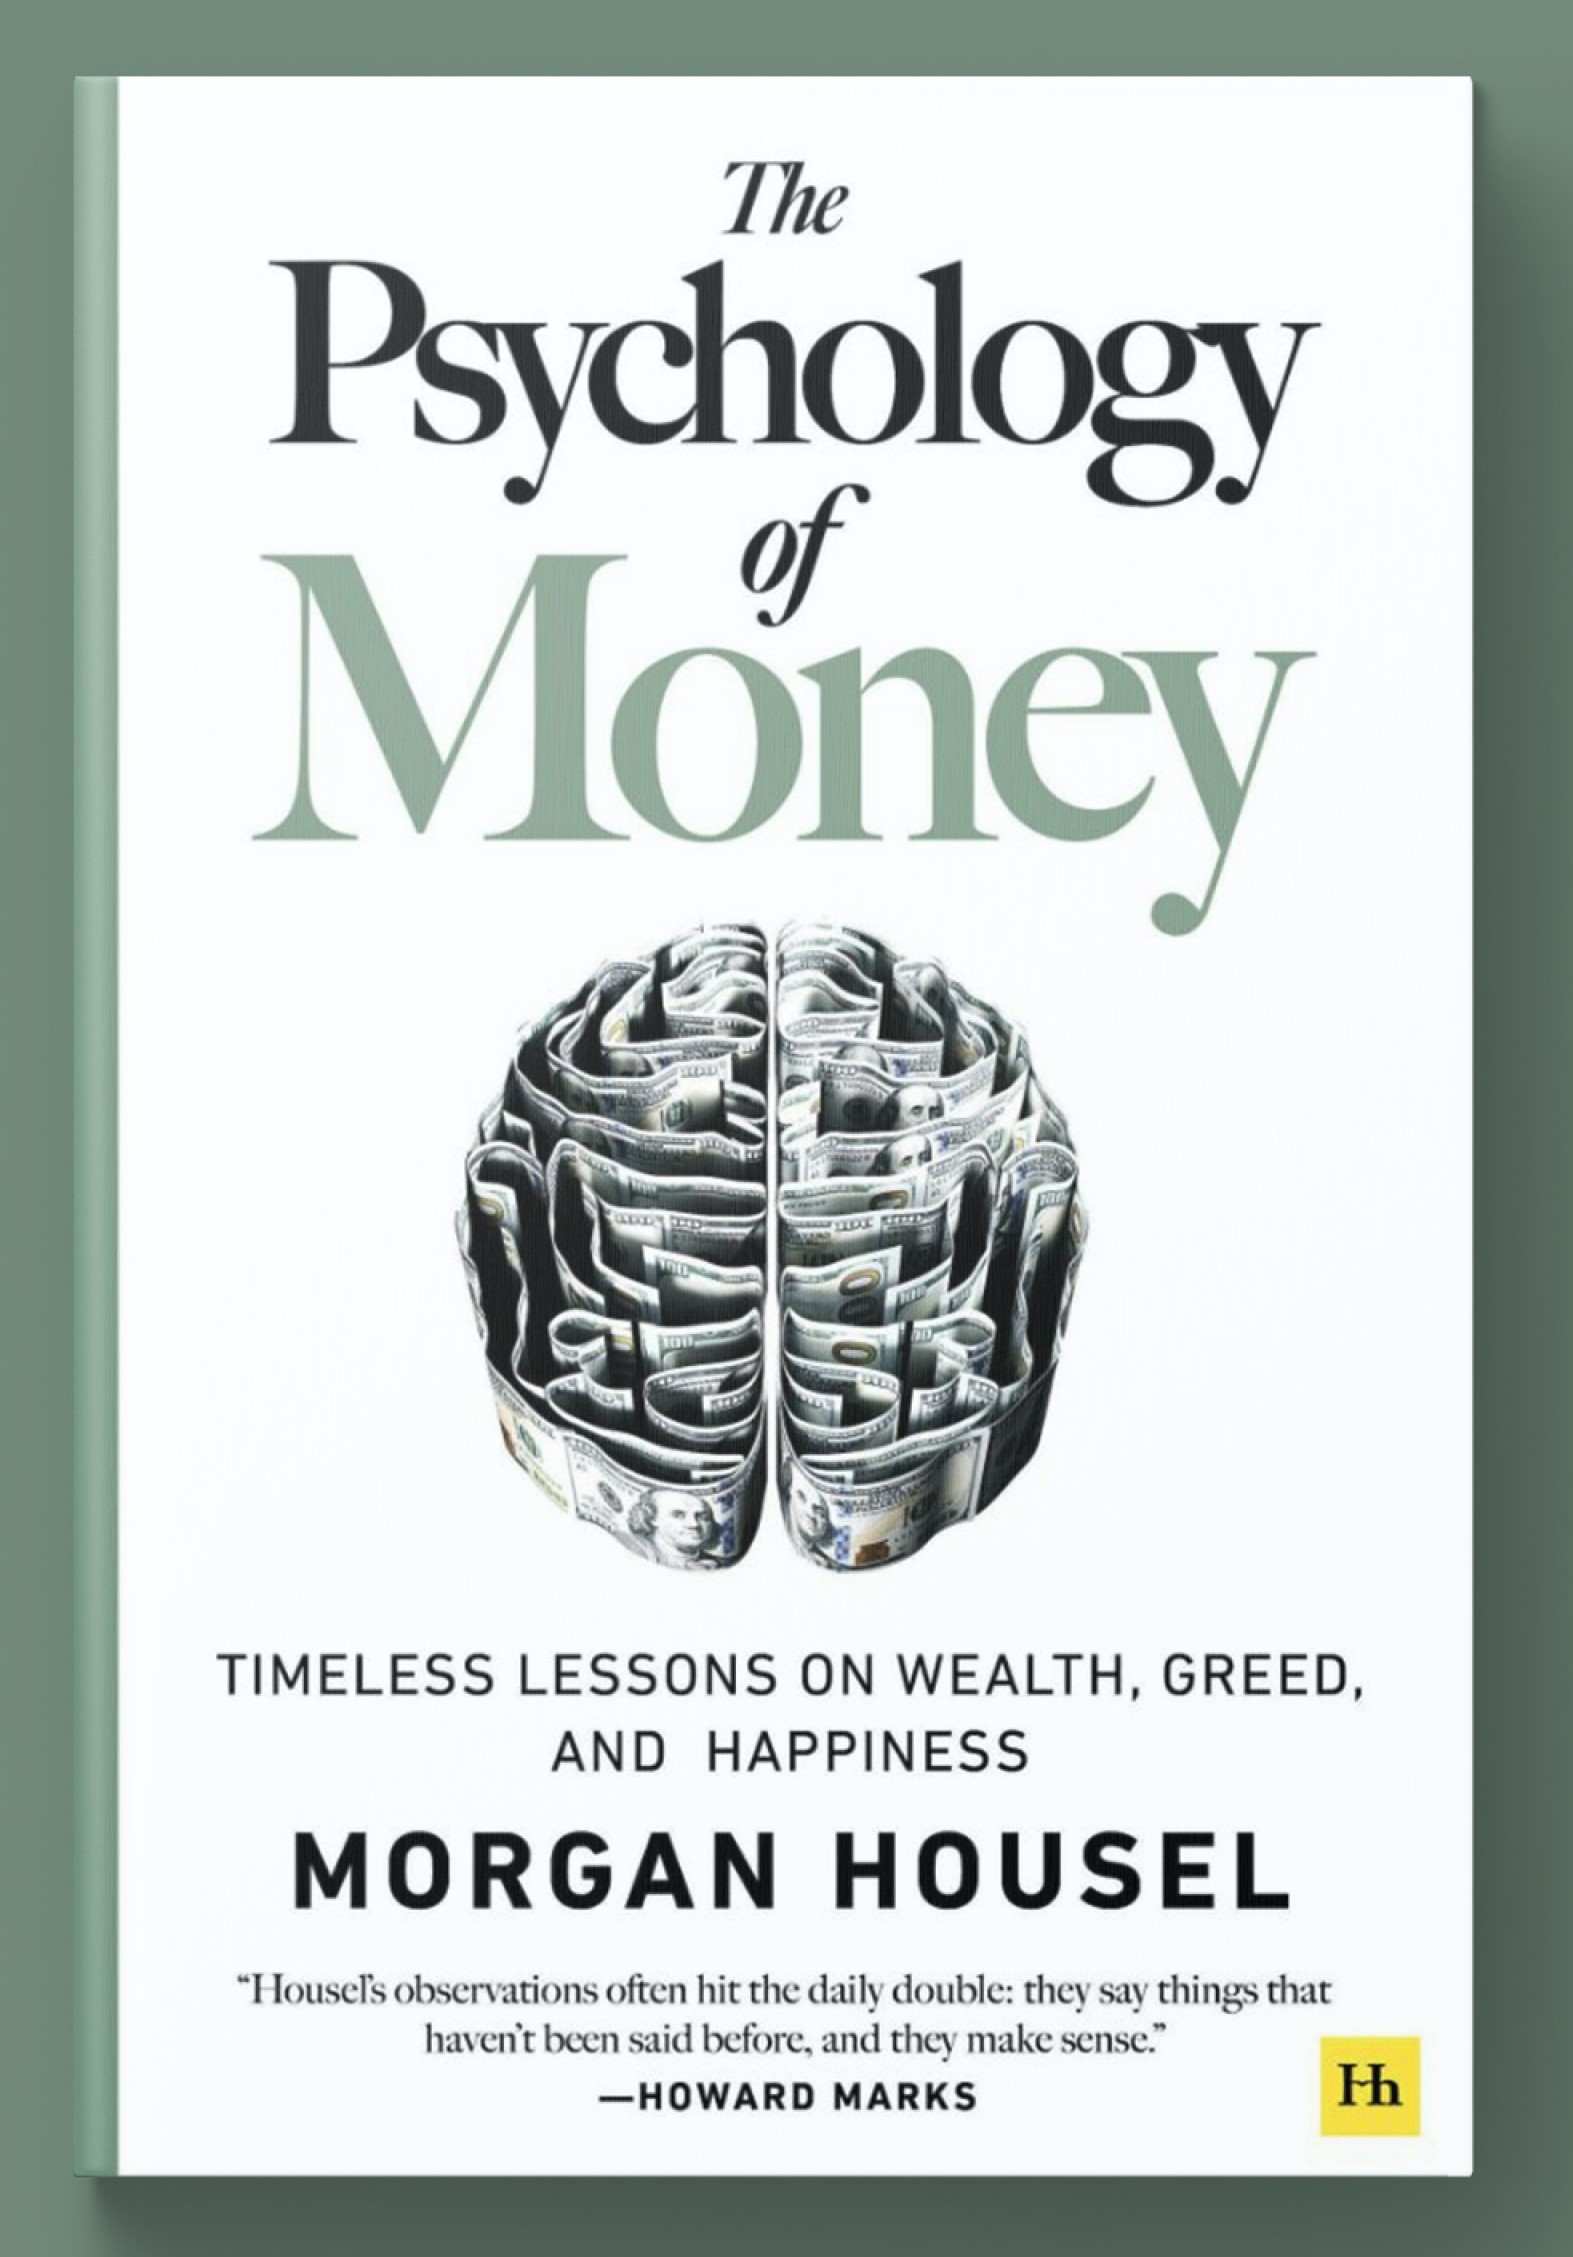 The
Psychology
of
Money
TIMELESS LESSONS ON WEALTH, GREED,
AND HAPPINESS
MORGAN HOUSEL
“Housel’s observations often hit the daily double: they say things that
haven’t been said before, and they make sense.”
—HOWARD MARKS
Hh